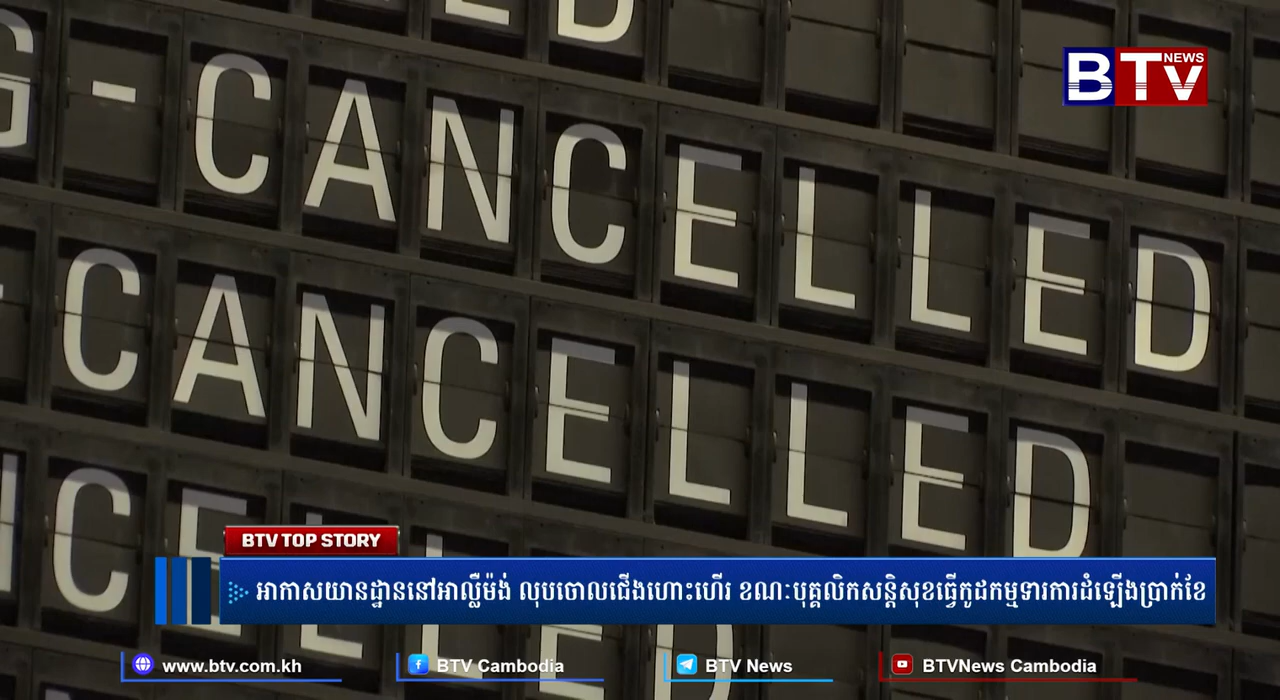 ED
BTV NEWS
G-CANCELLED
-CANCELLED
BTV TOP STORY
អាកាសយានដ្ឋាននៅអាល្លឺម៉ង់ លុបចោលជើងហោះហើរ ខណៈបុគ្គលិកសន្តិសុខធ្វើកូដកម្មទារការដំឡើងប្រាក់ខែ
www.btv.com.kh
BTV Cambodia
BTV News
BTVNews Cambodia